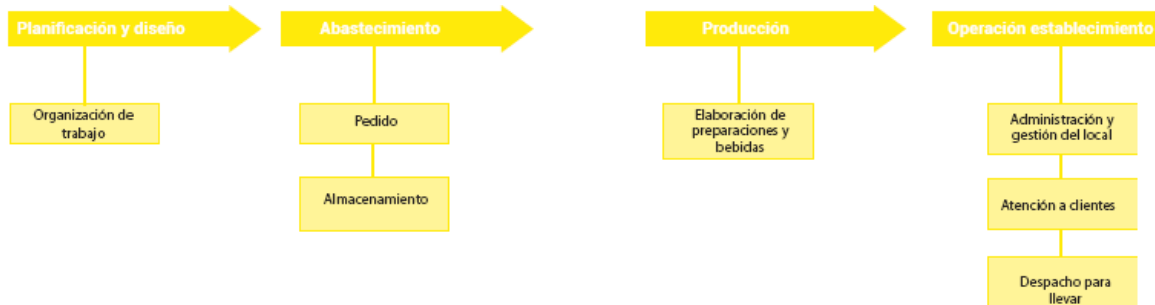 Planificación y diseño
Abastecimiento
Producción
Operación establecimiento
Organización de
trabajo
Pedido
Almacenamiento
Elaboración de
preparaciones y
bebidas
Administración y
gestión del local
Atención a clientes
Despacho para
llevar